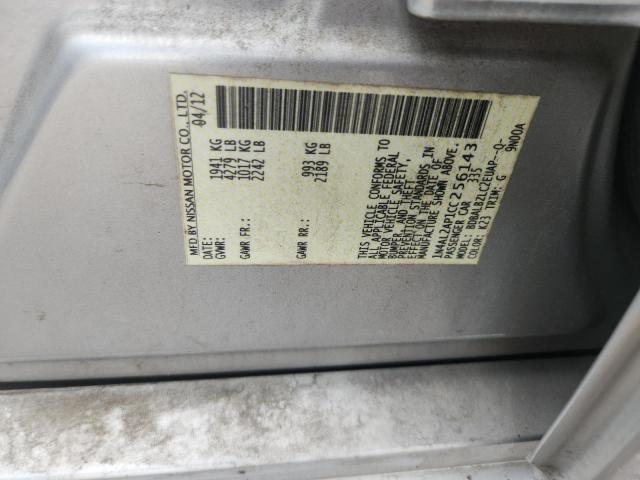 MFD BY NISSAN MOTOR CO., LTD.
DATE: 04/12
GVWR: 1941 KG
4279 LB
GAWR FR.: 1017 KG
2242 LB
GAWR RR.: 993 KG
2189 LB
THIS VEHICLE CONFORMS TO
ALL APPLICABLE FEDERAL
MOTOR VEHICLE SAFETY,
BUMPER, AND THEFT
PREVENTION STANDARDS IN
EFFECT ON THE DATE OF
MANUFACTURE SHOWN ABOVE.
1N4AL2AP1CC256143
PASSENGER CAR 335
MODEL: BDBALBZLC2EUAP--Q-
COLOR: K23 TRIM: G 9N00A